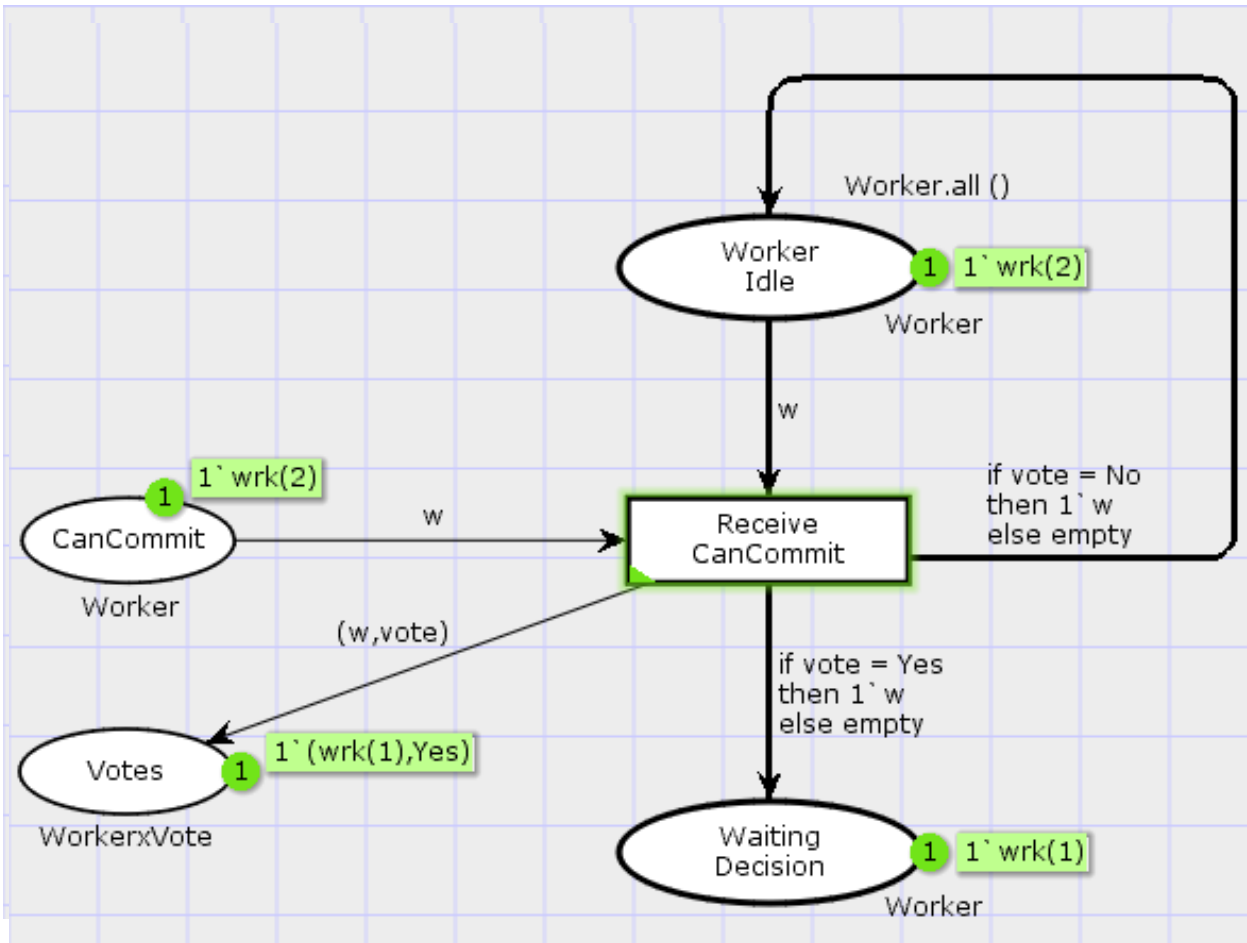 Worker.all ()
Worker
Idle
1
1`wrk(2)
Worker
w
1`wrk(2)
1
CanCommit
Worker
w
Receive
CanCommit
if vote = No
then 1`w
else empty
(w,vote)
if vote = Yes
then 1`w
else empty
Votes
1
1`(wrk(1),Yes)
WorkerxVote
Waiting
Decision
1
1`wrk(1)
Worker